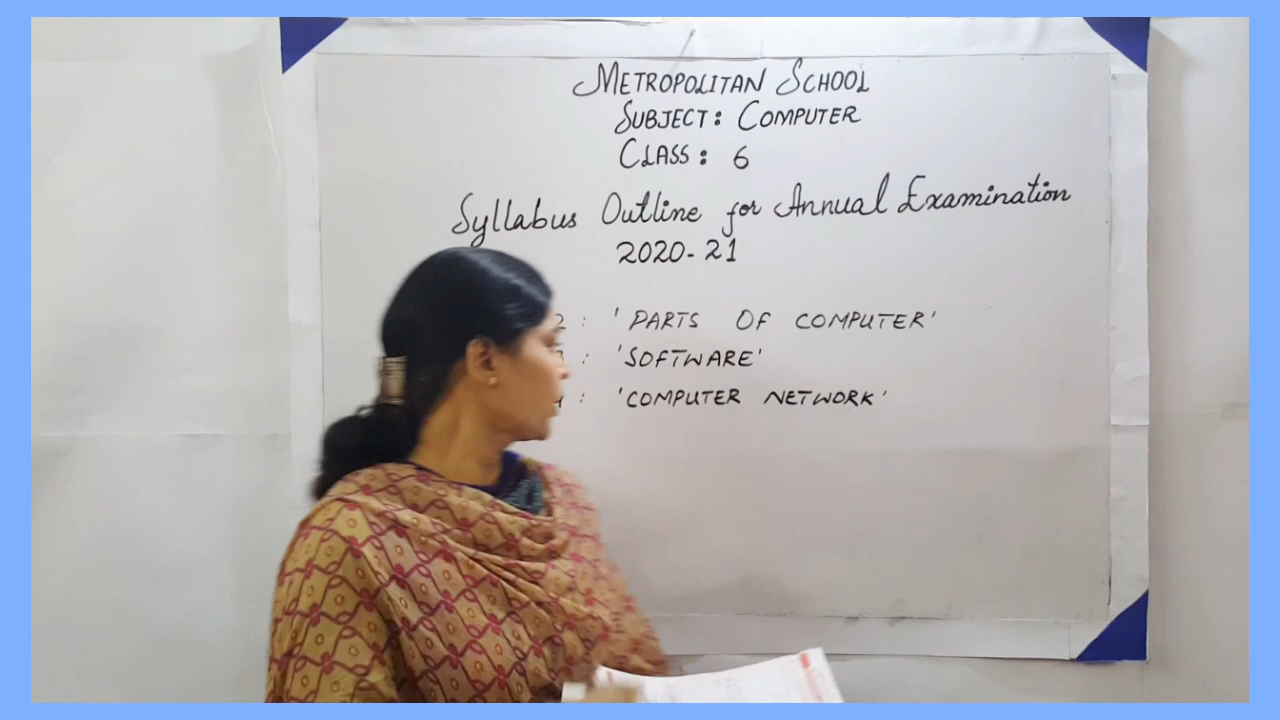 METROPOLITAN SCHOOL
SUBJECT: COMPUTER
CLASS: 6
Syllabus Outline for Annual Examination
2020-21
: 'PARTS OF COMPUTER'
: 'SOFTWARE'
: 'COMPUTER NETWORK'